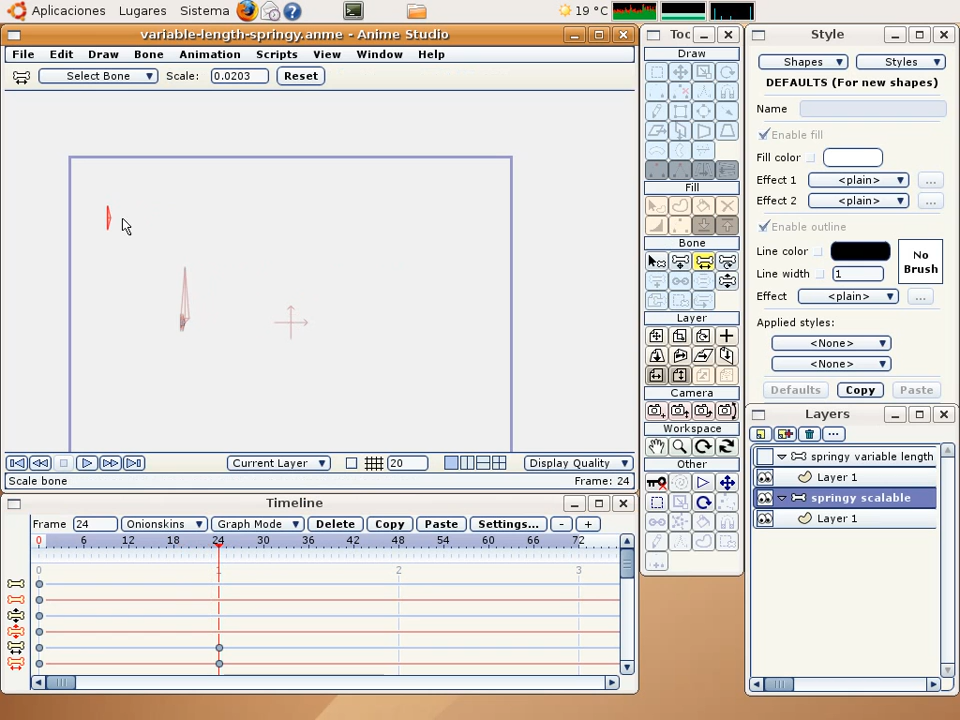 Aplicaciones Lugares Sistema 19 °C
variable-length-springy.anme - Anime Studio
File Edit Draw Bone Animation Scripts View Window Help
Select Bone Scale: 0.0203 Reset
Current Layer 20 Display Quality
Scale bone Frame: 24
Timeline
Frame 24 Onionskins Graph Mode Delete Copy Paste Settings... - +
0 6 12 18 24 30 36 42 48 54 60 66 72
0 1 2 3
Draw
Fill
Bone
Layer
Camera
Workspace
Other
Style
Shapes Styles
DEFAULTS (For new shapes)
Name
Enable fill
Fill color
Effect 1 <plain> ...
Effect 2 <plain> ...
Enable outline
Line color
No
Brush
Line width 1
Effect <plain> ...
Applied styles:
<None>
<None>
Defaults Copy Paste
Layers
springy variable length
Layer 1
springy scalable
Layer 1